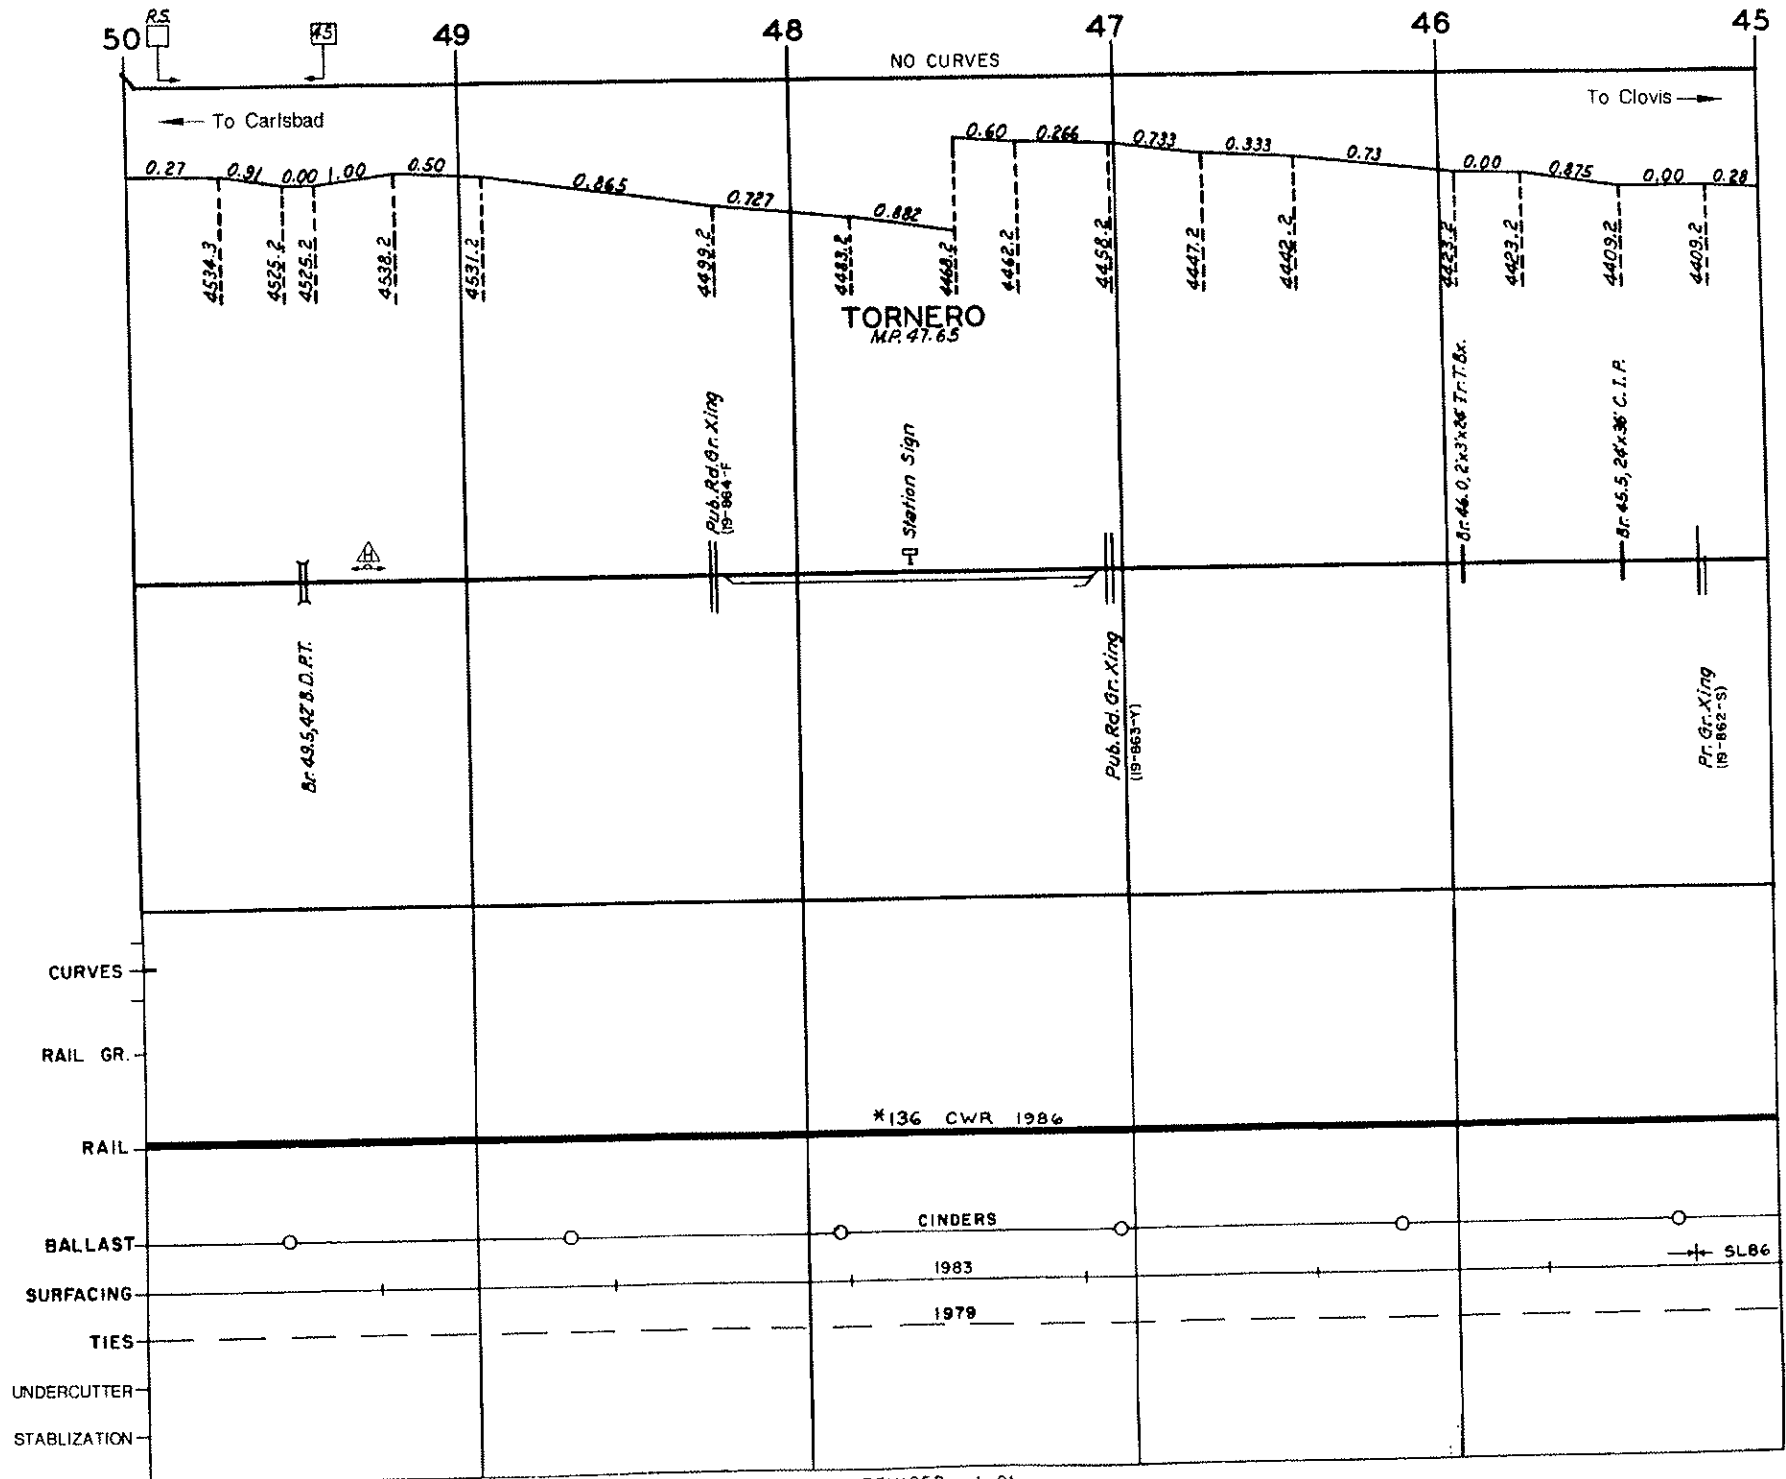 50 R.S. 45 49 48 47 46 45
NO CURVES
To Carlsbad
To Clovis
0.27 0.91 0.00 1.00 0.50 0.865 0.727 0.882 0.60 0.266 0.733 0.333 0.73 0.00 0.875 0.00 0.28
4534.3 4525.2 4525.2 4538.2 4531.2 4499.2 4483.2 4468.2 4462.2 4458.2 4447.2 4442.2 4423.2 4423.2 4409.2 4409.2
TORNERO
M.P. 47.65
Pub. Rd. Gr. Xing
(19-864-F
Station Sign
Br. 46.0, 2'x3'x26' Tr. T. Bx.
Br. 45.5, 24"x36' C.I.P.
H
Br. 49.5, 42' B.D.P.T.
Pub. Rd. Gr. Xing
(19-863-Y)
Pr. Gr. Xing
(19-862-S)
CURVES
RAIL GR.
*136 CWR 1986
RAIL
CINDERS
BALLAST
SL86
1983
SURFACING
1979
TIES
UNDERCUTTER
STABLIZATION